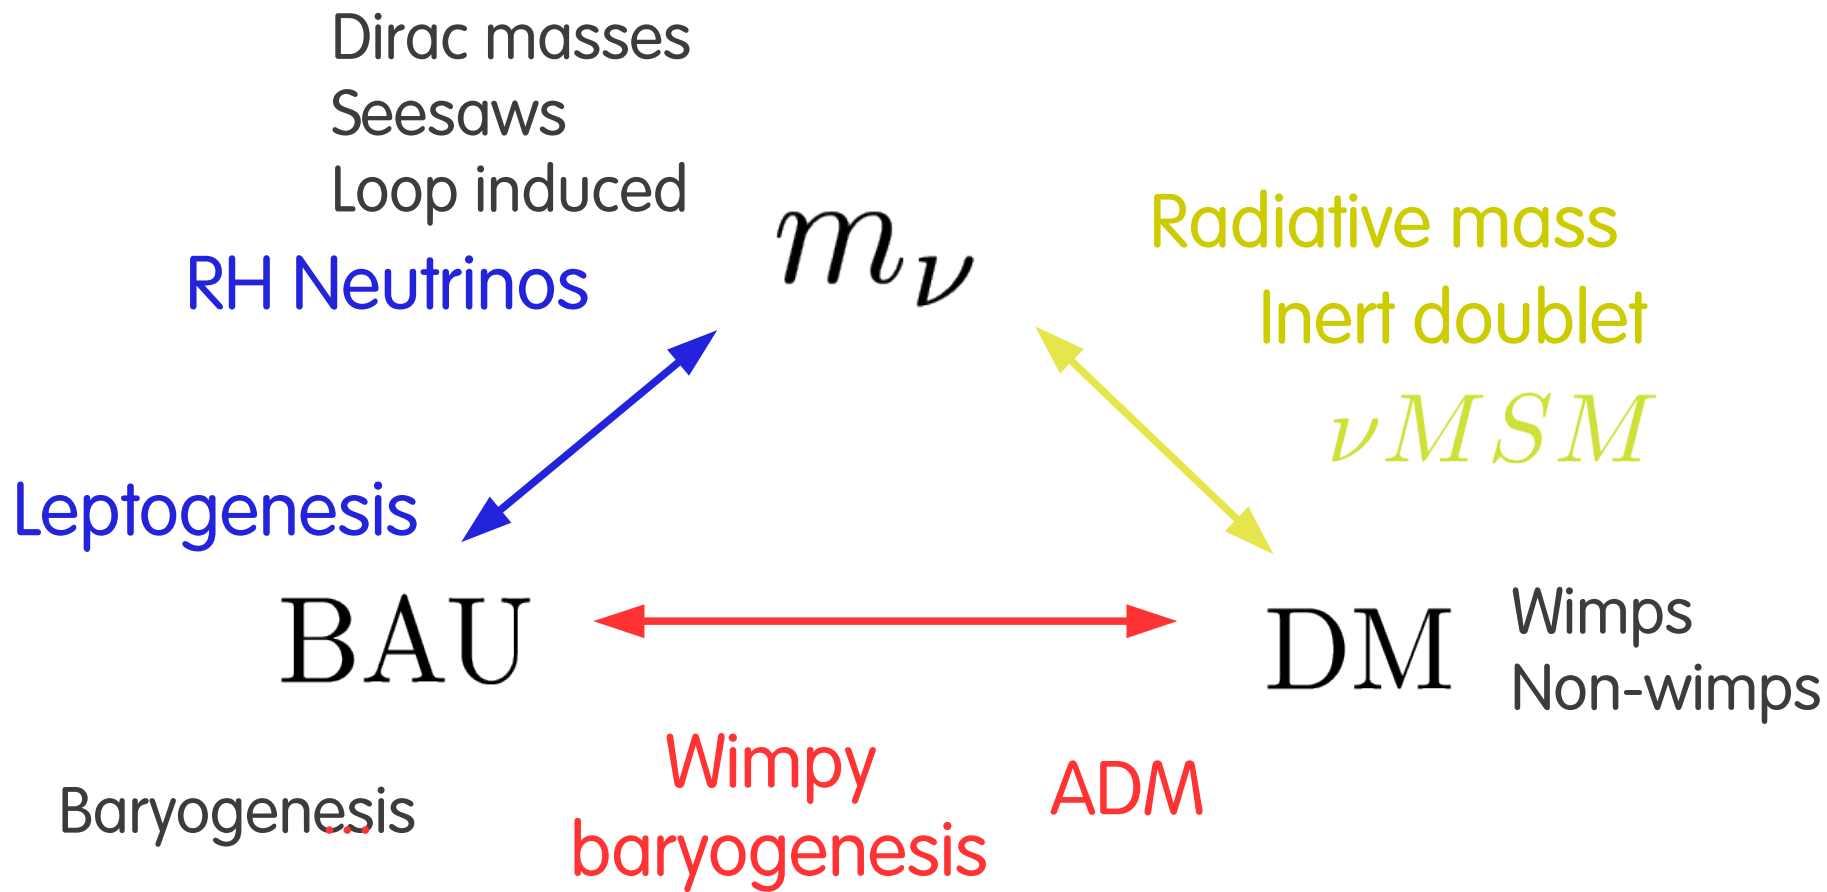 Dirac masses
Seesaws
Loop induced
RH Neutrinos
m_ν
Radiative mass
Inert doublet
νMSM
Leptogenesis
BAU
DM
Wimps
Non-wimps
Baryogenesis
Wimpy
baryogenesis
ADM